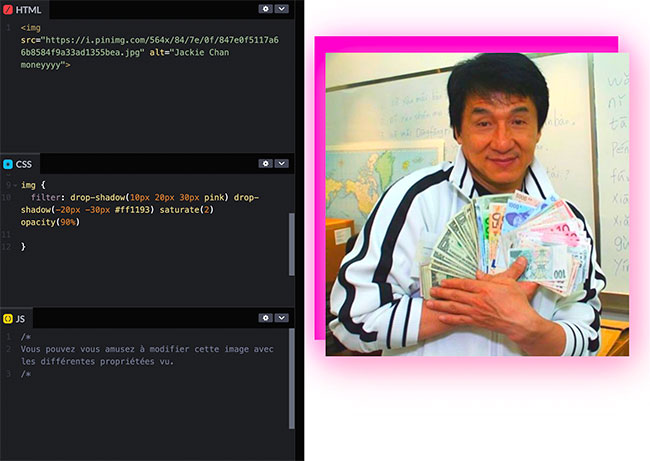 HTML
1 <img
src="https://i.pinimg.com/564x/84/7e/0f/847e0f5117a6
6b8584f9a33ad1355bea.jpg" alt="Jackie Chan
moneyyyy">
CSS
9 img {
10 filter: drop-shadow(10px 20px 30px pink) drop-
shadow(-20px -30px #ff1193) saturate(2)
opacity(90%)
11
12 }
JS
1 /*
2 Vous pouvez vous amusez à modifier cette image avec
les différentes propriétées vu.
3 /*